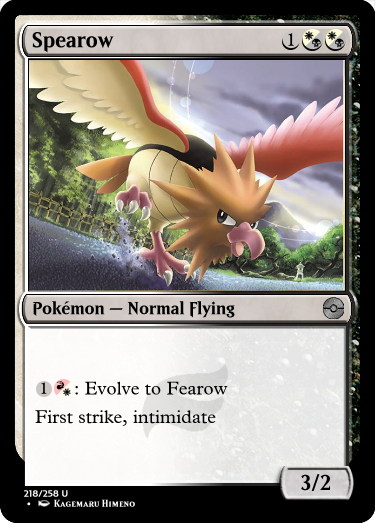 Spearow 1
Pokémon — Normal Flying
1: Evolve to Fearow
First strike, intimidate
3/2
218/258 U
• Kagemaru Himeno